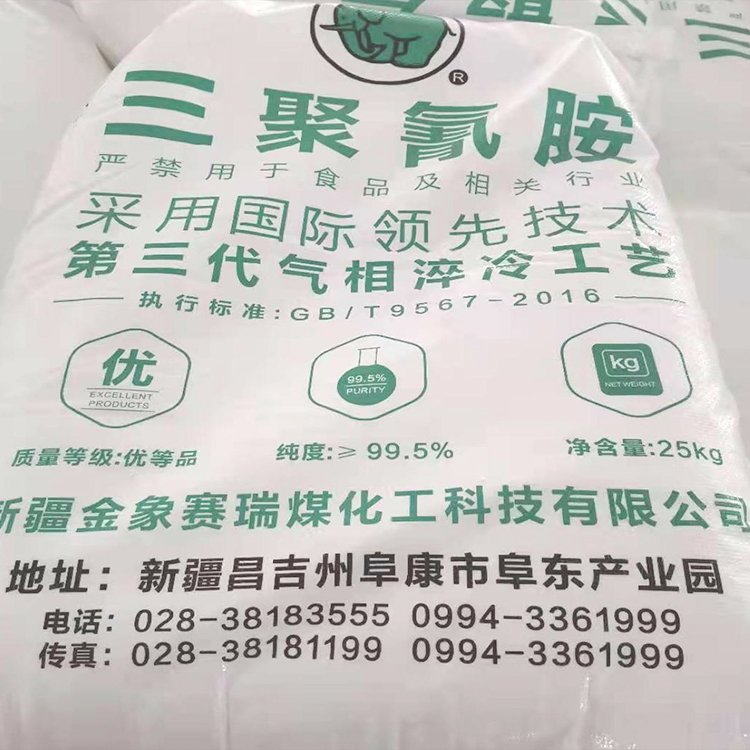 ®
三聚氰胺
严禁用于食品及相关行业
采用国际领先技术
第三代气相淬冷工艺
执行标准:GB/T9567-2016
优
EXCELLENT
PRODUCTS
99.5%
PURITY
kg
NET WEIGHT
质量等级:优等品
纯度:≥99.5%
净含量:25kg
新疆金象赛瑞煤化工科技有限公司
地址：新疆昌吉州阜康市阜东产业园
电话：028-38183555 0994-3361999
传真：028-38181199 0994-3361999